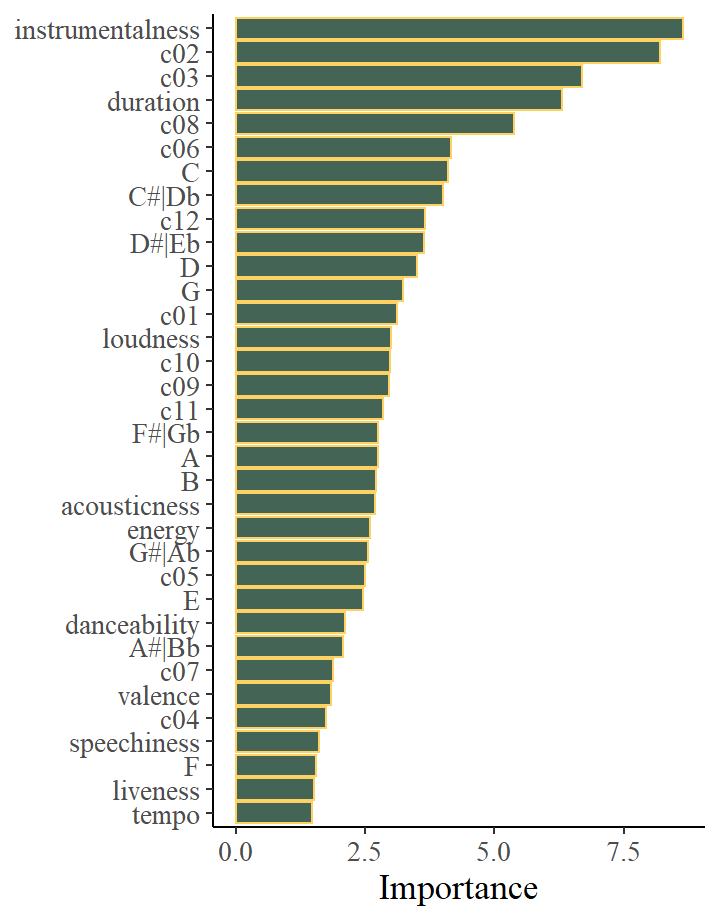 instrumentalness
c02
c03
duration
c08
c06
C
C#|Db
c12
D#|Eb
D
G
c01
loudness
c10
c09
c11
F#|Gb
A
B
acousticness
energy
G#|Ab
c05
E
danceability
A#|Bb
c07
valence
c04
speechiness
F
liveness
tempo
0.0 2.5 5.0 7.5
Importance